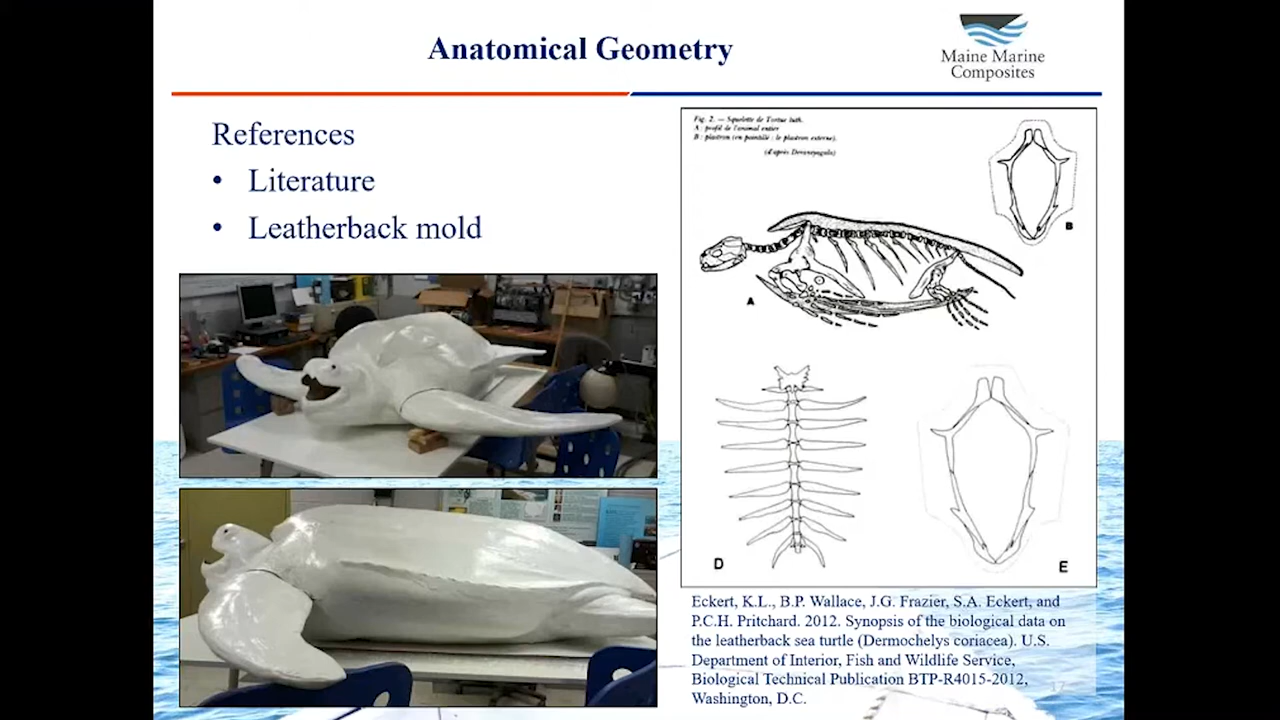 Anatomical Geometry
Maine Marine
Composites
References
• Literature
• Leatherback mold
Fig. 2. — Squelette de Tortue luth.
A : profil de l'animal entier
B : plastron (en pointillé : le plastron externe).
(d'après Deraniyagala)
B
A
D
E
Eckert, K.L., B.P. Wallace, J.G. Frazier, S.A. Eckert, and
P.C.H. Pritchard. 2012. Synopsis of the biological data on
the leatherback sea turtle (Dermochelys coriacea). U.S.
Department of Interior, Fish and Wildlife Service,
Biological Technical Publication BTP-R4015-2012,
Washington, D.C.
17